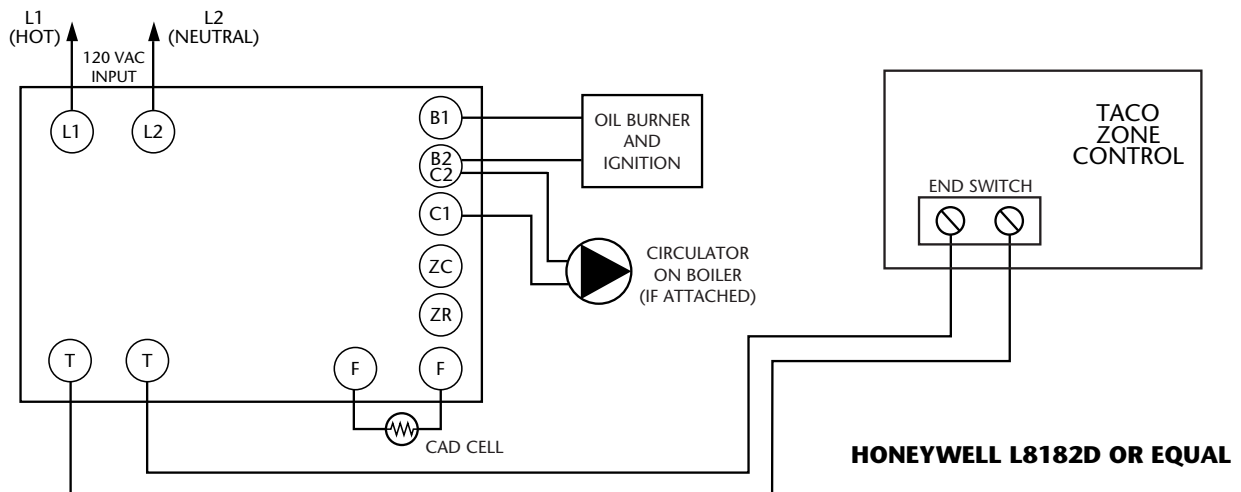 L1
(HOT)
L2
(NEUTRAL)
120 VAC
INPUT
L1
L2
B1
B2
C2
C1
ZC
ZR
T
T
F
F
OIL BURNER
AND
IGNITION
CIRCULATOR
ON BOILER
(IF ATTACHED)
CAD CELL
TACO
ZONE
CONTROL
END SWITCH
HONEYWELL L8182D OR EQUAL